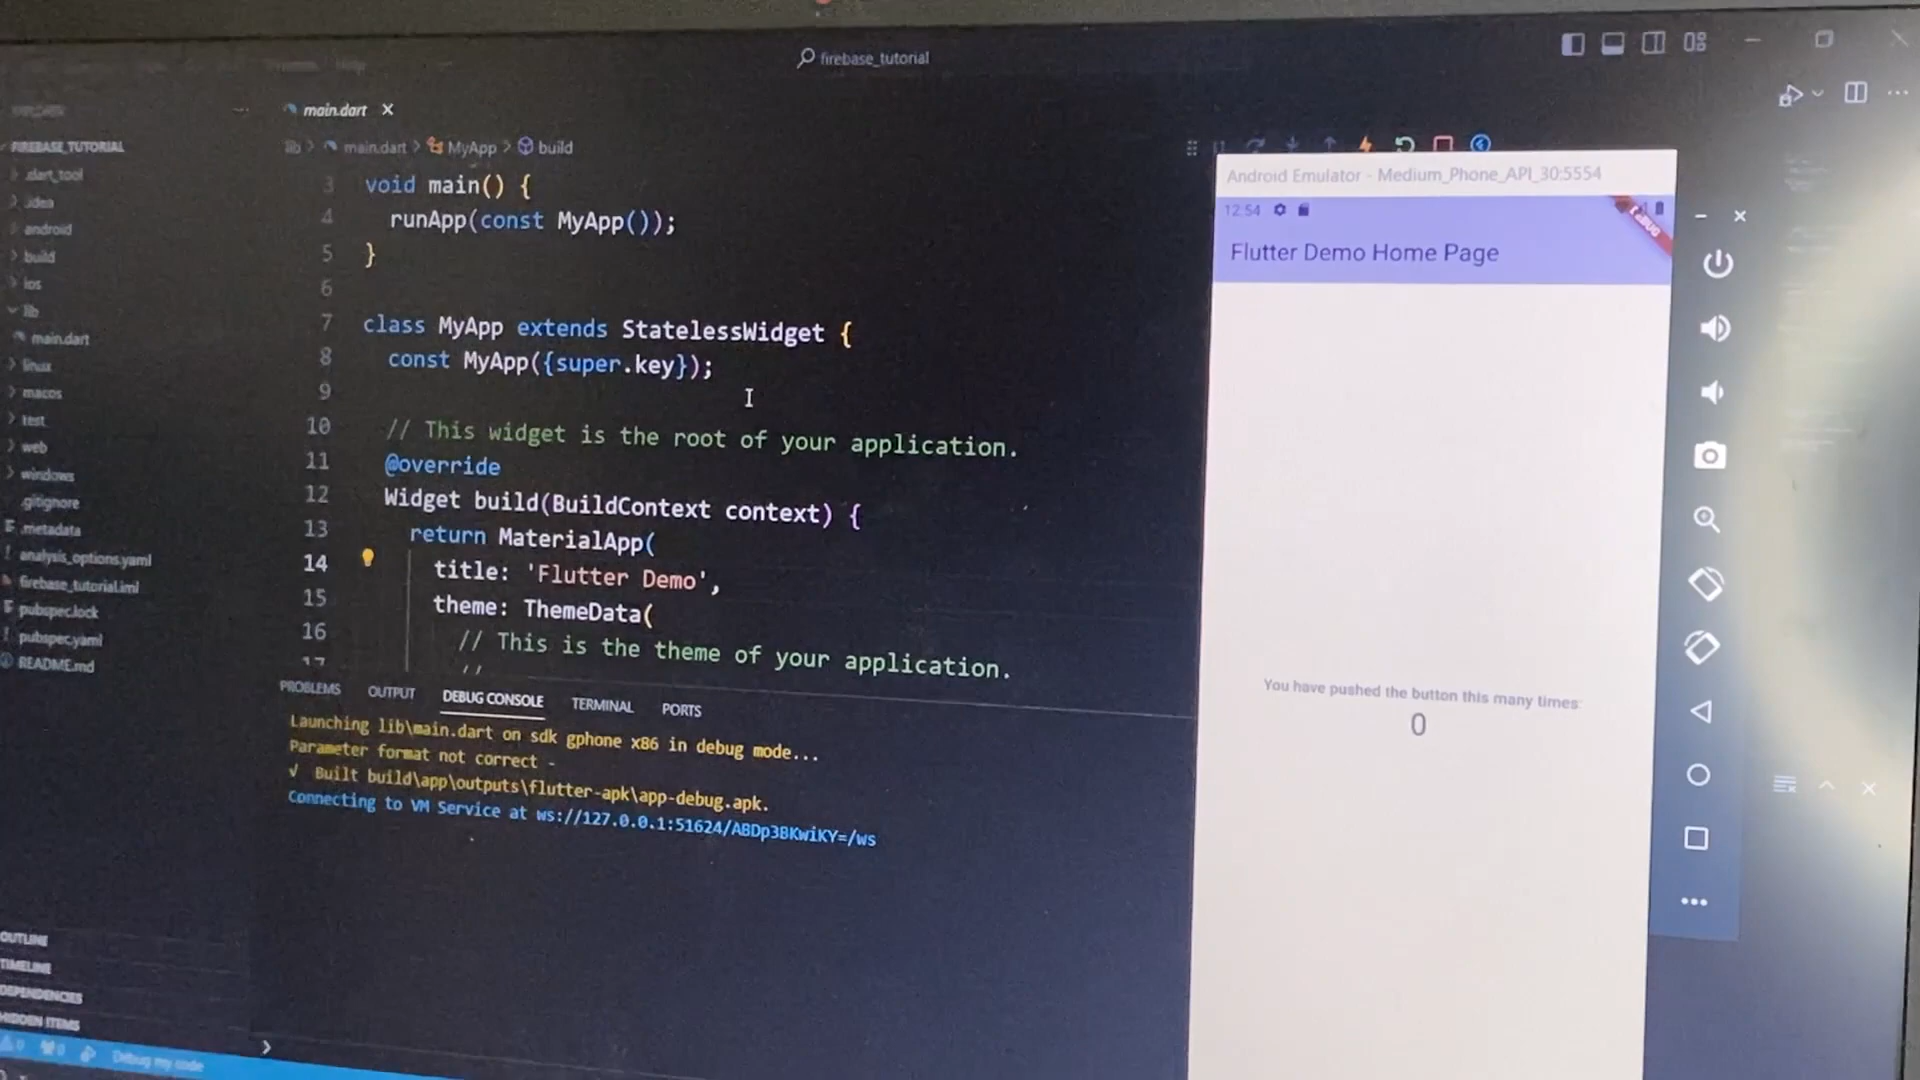 firebase_tutorial
main.dart
main.dart > MyApp > build
FIREBASE_TUTORIAL
.dart_tool
.idea
android
build
ios
lib
main.dart
linux
macos
test
web
windows
.gitignore
.metadata
analysis_options.yaml
firebase_tutorial.iml
pubspec.lock
pubspec.yaml
README.md
OUTLINE
TIMELINE
DEPENDENCIES
HIDDEN ITEMS
Debug my code
3 void main() {
4 runApp(const MyApp());
5 }
6
7 class MyApp extends StatelessWidget {
8 const MyApp({super.key});
9
10 // This widget is the root of your application.
11 @override
12 Widget build(BuildContext context) {
13 return MaterialApp(
14 title: 'Flutter Demo',
15 theme: ThemeData(
16 // This is the theme of your application.
17 //
PROBLEMS OUTPUT DEBUG CONSOLE TERMINAL PORTS
Launching lib\main.dart on sdk gphone x86 in debug mode...
Parameter format not correct -
√ Built build\app\outputs\flutter-apk\app-debug.apk.
Connecting to VM Service at ws://127.0.0.1:51624/ABDp3BKwiKY=/ws
Android Emulator - Medium_Phone_API_30:5554
12:54
DEBUG
Flutter Demo Home Page
You have pushed the button this many times:
0